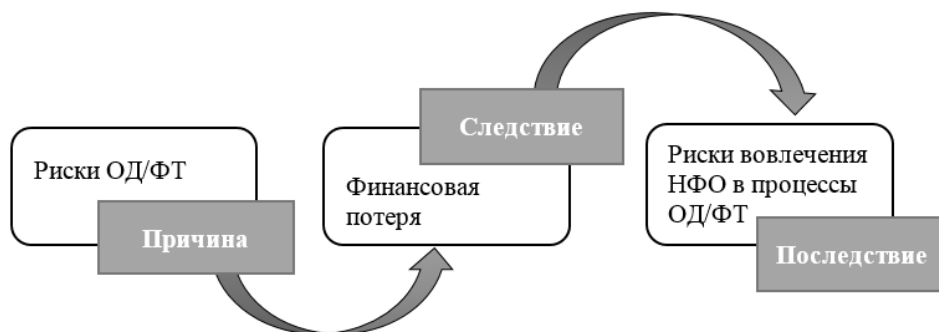 Риски ОД/ФТ
Причина
Следствие
Финансовая
потеря
Риски вовлечения
НФО в процессы
ОД/ФТ
Последствие